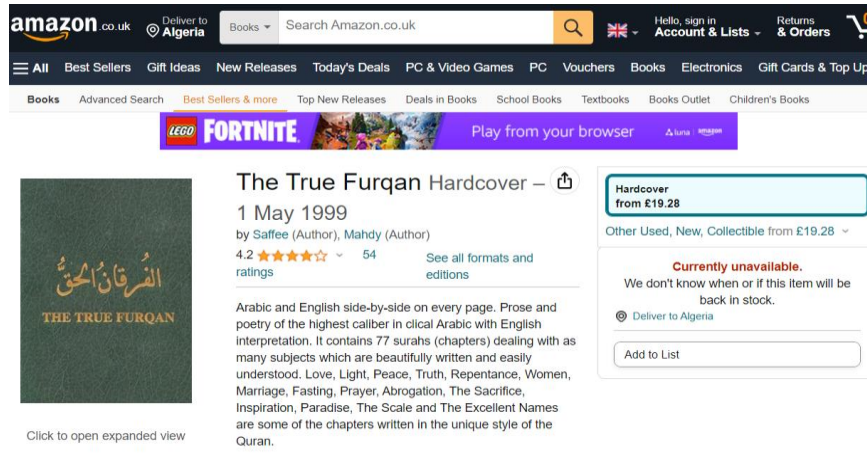 amazon.co.uk
Deliver to
Algeria
Books
Search Amazon.co.uk
Hello, sign in
Account & Lists
Returns
& Orders
All Best Sellers Gift Ideas New Releases Today's Deals PC & Video Games PC Vouchers Books Electronics Gift Cards & Top Up
Books Advanced Search Best Sellers & more Top New Releases Deals in Books School Books Textbooks Books Outlet Children's Books
LEGO FORTNITE Play from your browser luna amazon
الفُرقانُ الحقُّ
THE TRUE FURQAN
Click to open expanded view
The True Furqan Hardcover –
1 May 1999
by Saffee (Author), Mahdy (Author)
4.2 54
ratings
See all formats and
editions
Arabic and English side-by-side on every page. Prose and
poetry of the highest caliber in clical Arabic with English
interpretation. It contains 77 surahs (chapters) dealing with as
many subjects which are beautifully written and easily
understood. Love, Light, Peace, Truth, Repentance, Women,
Marriage, Fasting, Prayer, Abrogation, The Sacrifice,
Inspiration, Paradise, The Scale and The Excellent Names
are some of the chapters written in the unique style of the
Quran.
Hardcover
from £19.28
Other Used, New, Collectible from £19.28
Currently unavailable.
We don't know when or if this item will be
back in stock.
Deliver to Algeria
Add to List